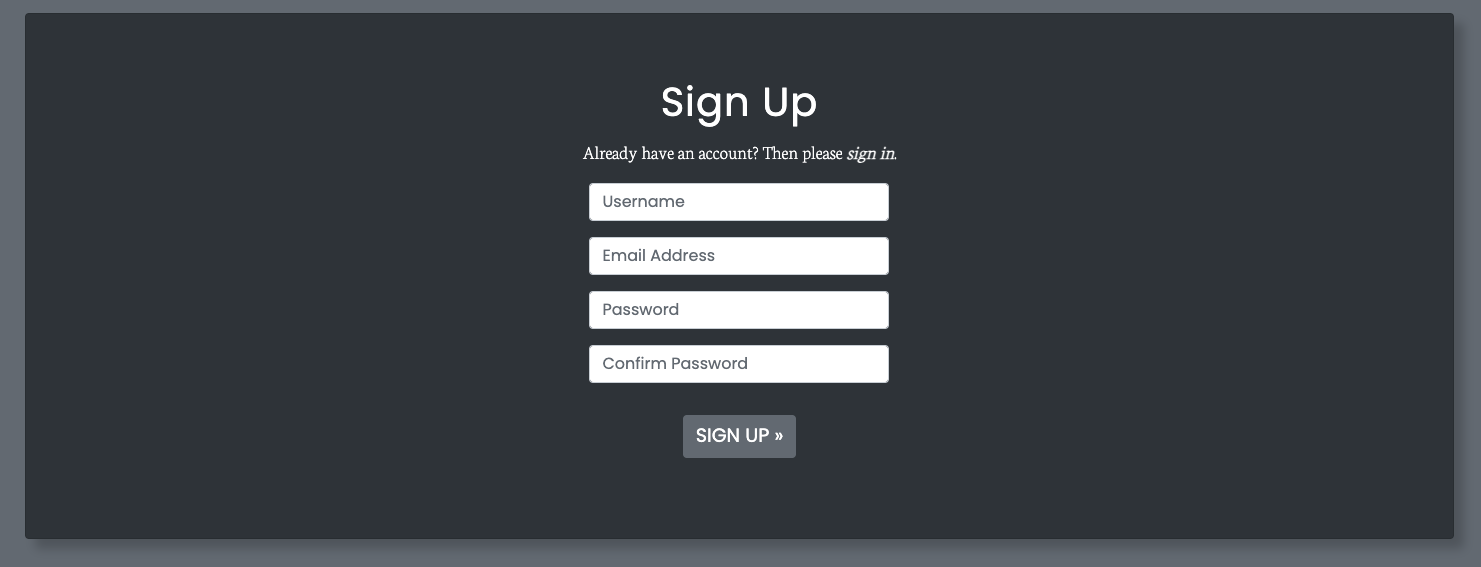 Sign Up
Already have an account? Then please sign in.
Username
Email Address
Password
Confirm Password
SIGN UP »